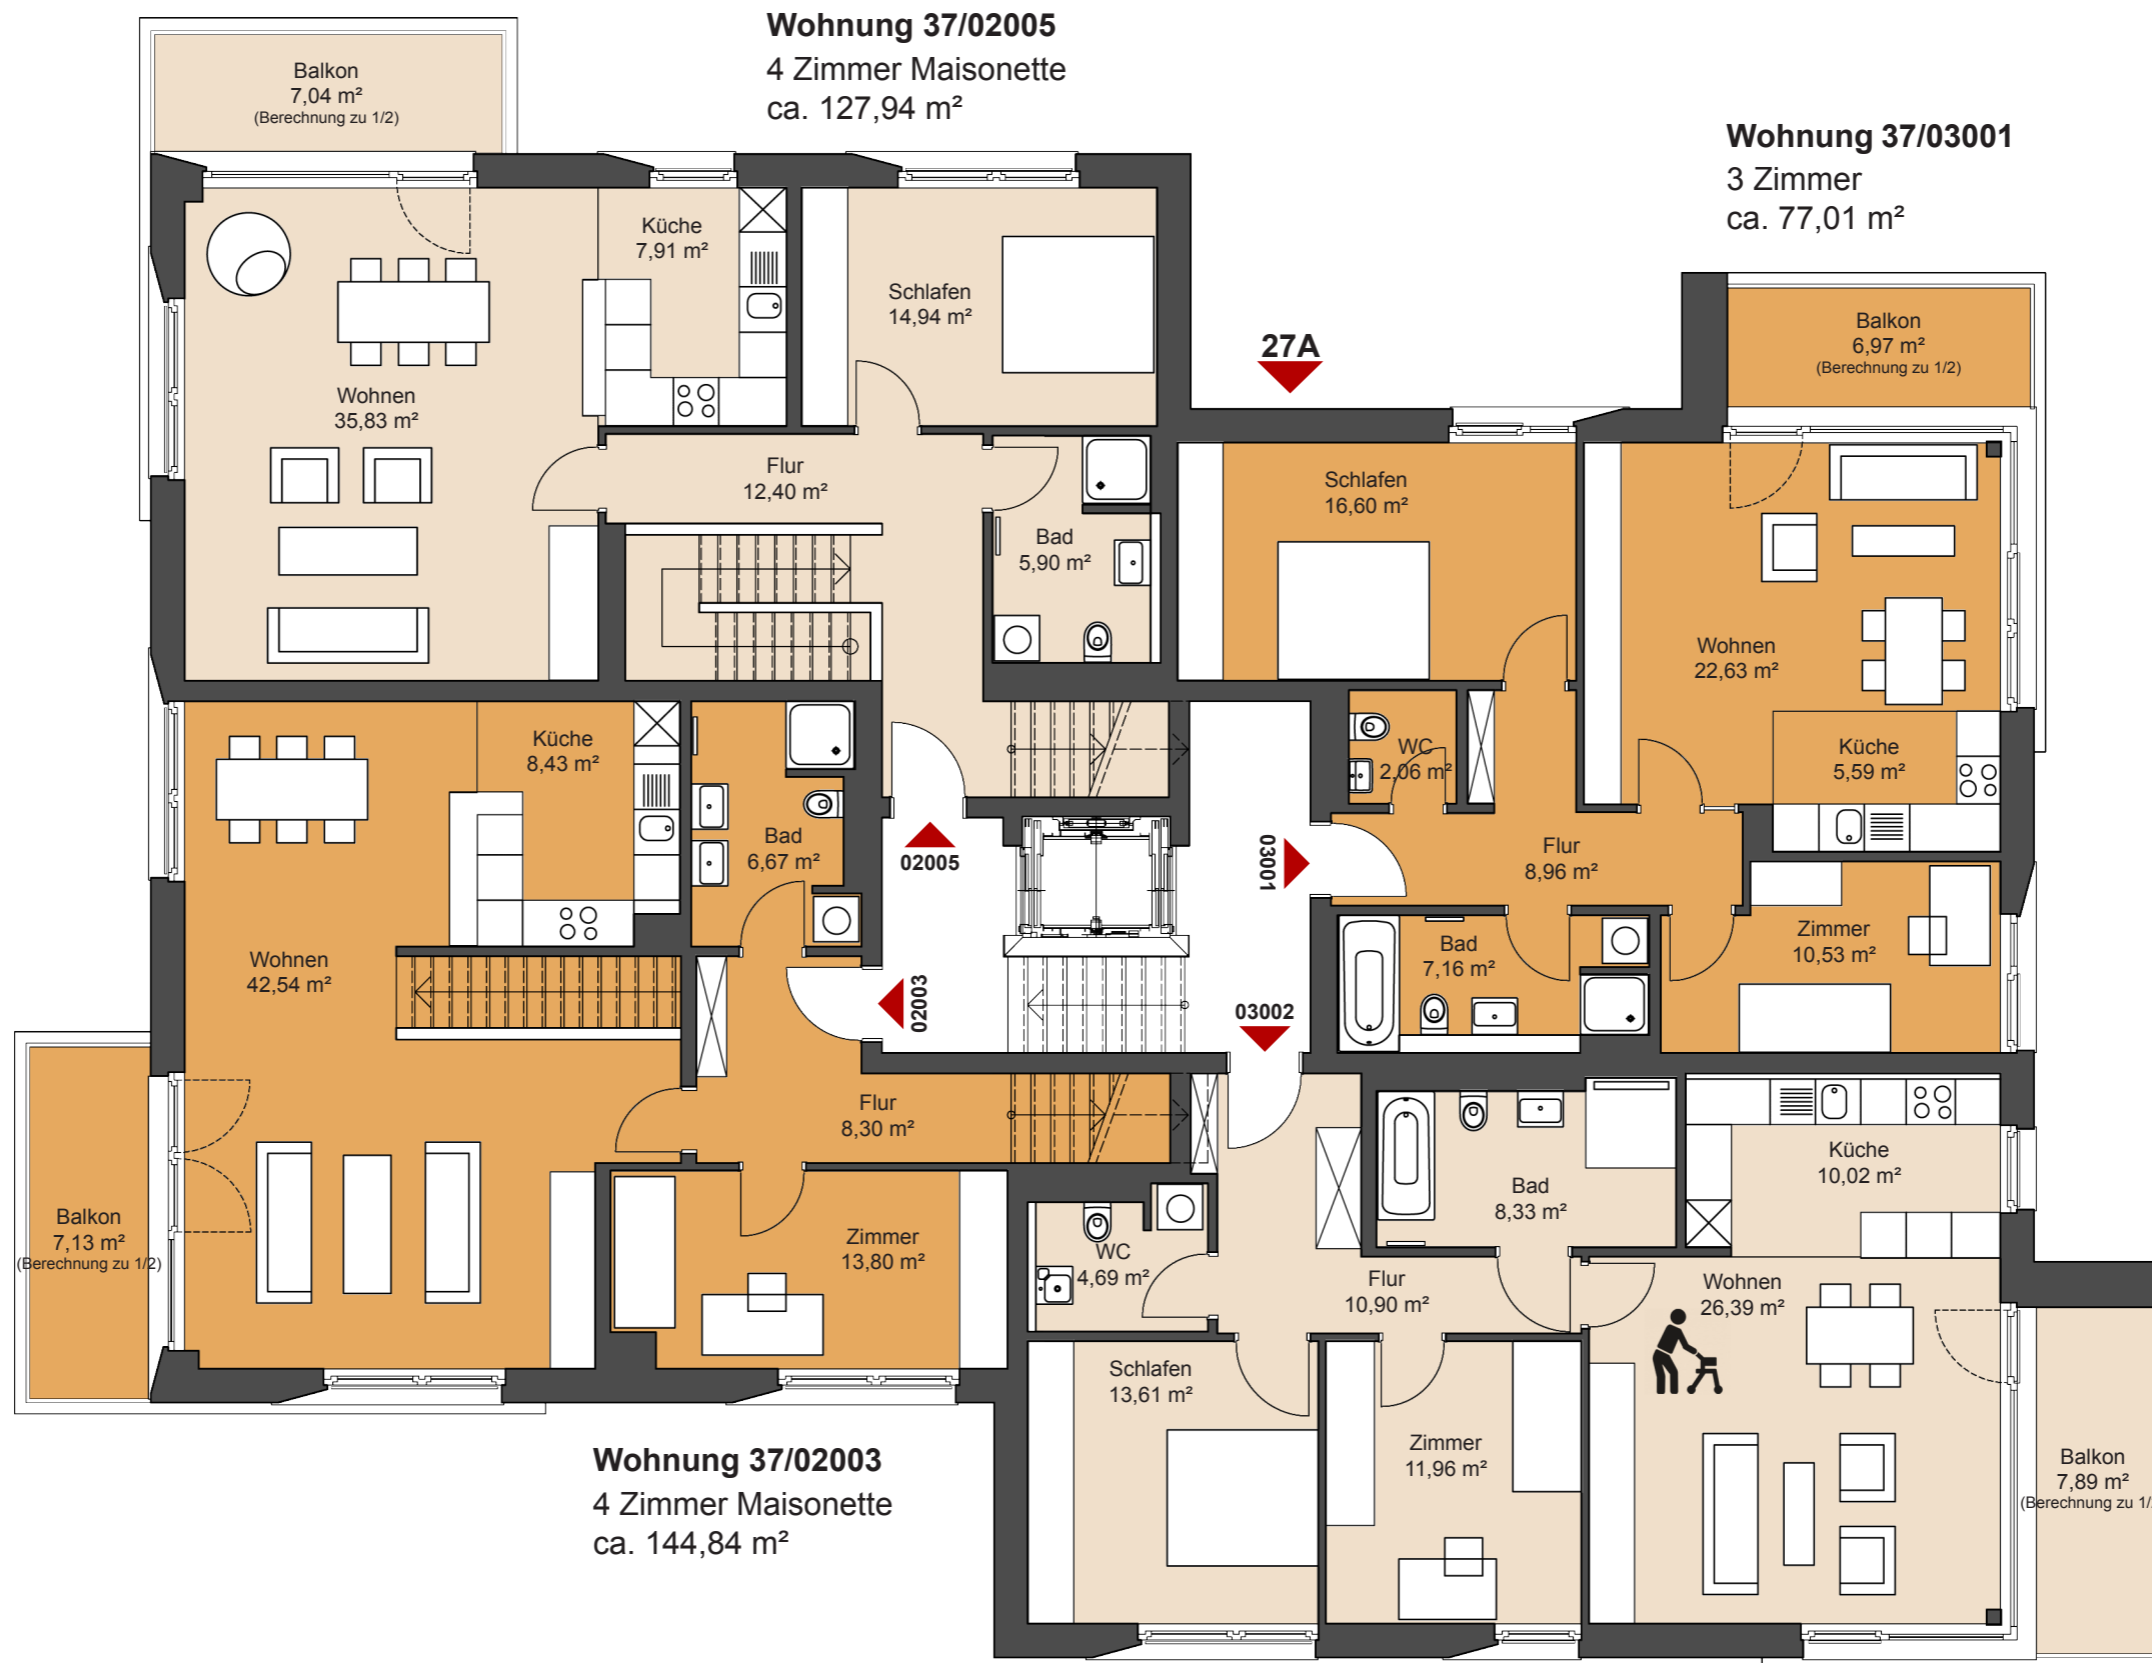 Wohnung 37/02005
4 Zimmer Maisonette
ca. 127,94 m²
Balkon
7,04 m²
(Berechnung zu 1/2)
Wohnung 37/03001
3 Zimmer
ca. 77,01 m²
Küche
7,91 m²
Schlafen
14,94 m²
Wohnen
35,83 m²
27A
Balkon
6,97 m²
(Berechnung zu 1/2)
Flur
12,40 m²
Bad
5,90 m²
Schlafen
16,60 m²
Wohnen
22,63 m²
Küche
8,43 m²
Bad
6,67 m²
02005
03001
WC
2,06 m²
Küche
5,59 m²
Flur
8,96 m²
Wohnen
42,54 m²
02003
03002
Bad
7,16 m²
Zimmer
10,53 m²
Flur
8,30 m²
Balkon
7,13 m²
(Berechnung zu 1/2)
Zimmer
13,80 m²
WC
4,69 m²
Bad
8,33 m²
Küche
10,02 m²
Flur
10,90 m²
Wohnen
26,39 m²
Schlafen
13,61 m²
Zimmer
11,96 m²
Balkon
7,89 m²
(Berechnung zu 1/
Wohnung 37/02003
4 Zimmer Maisonette
ca. 144,84 m²